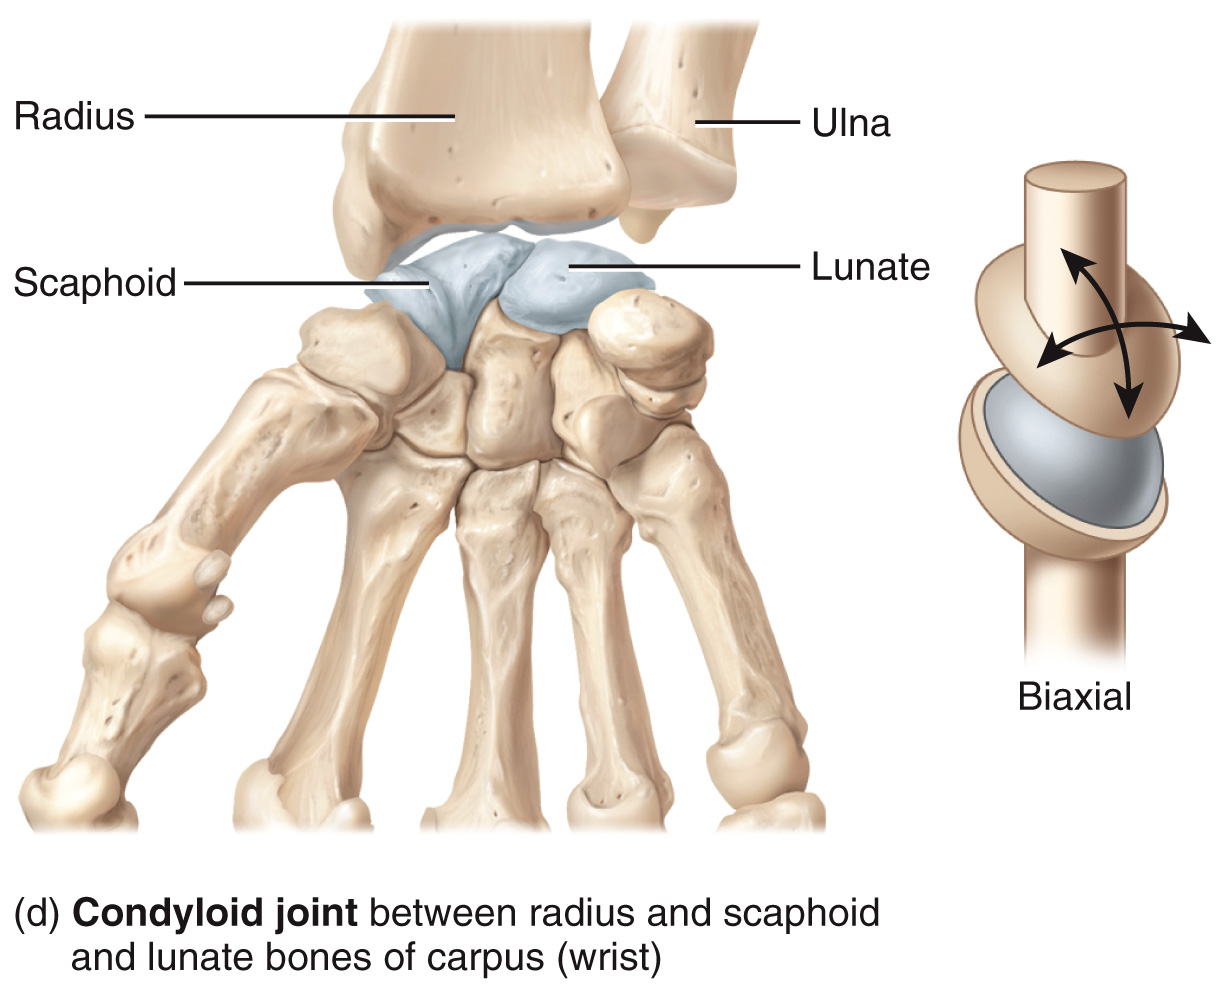 Radius
Ulna
Scaphoid
Lunate
Biaxial
(d) Condyloid joint between radius and scaphoid
and lunate bones of carpus (wrist)